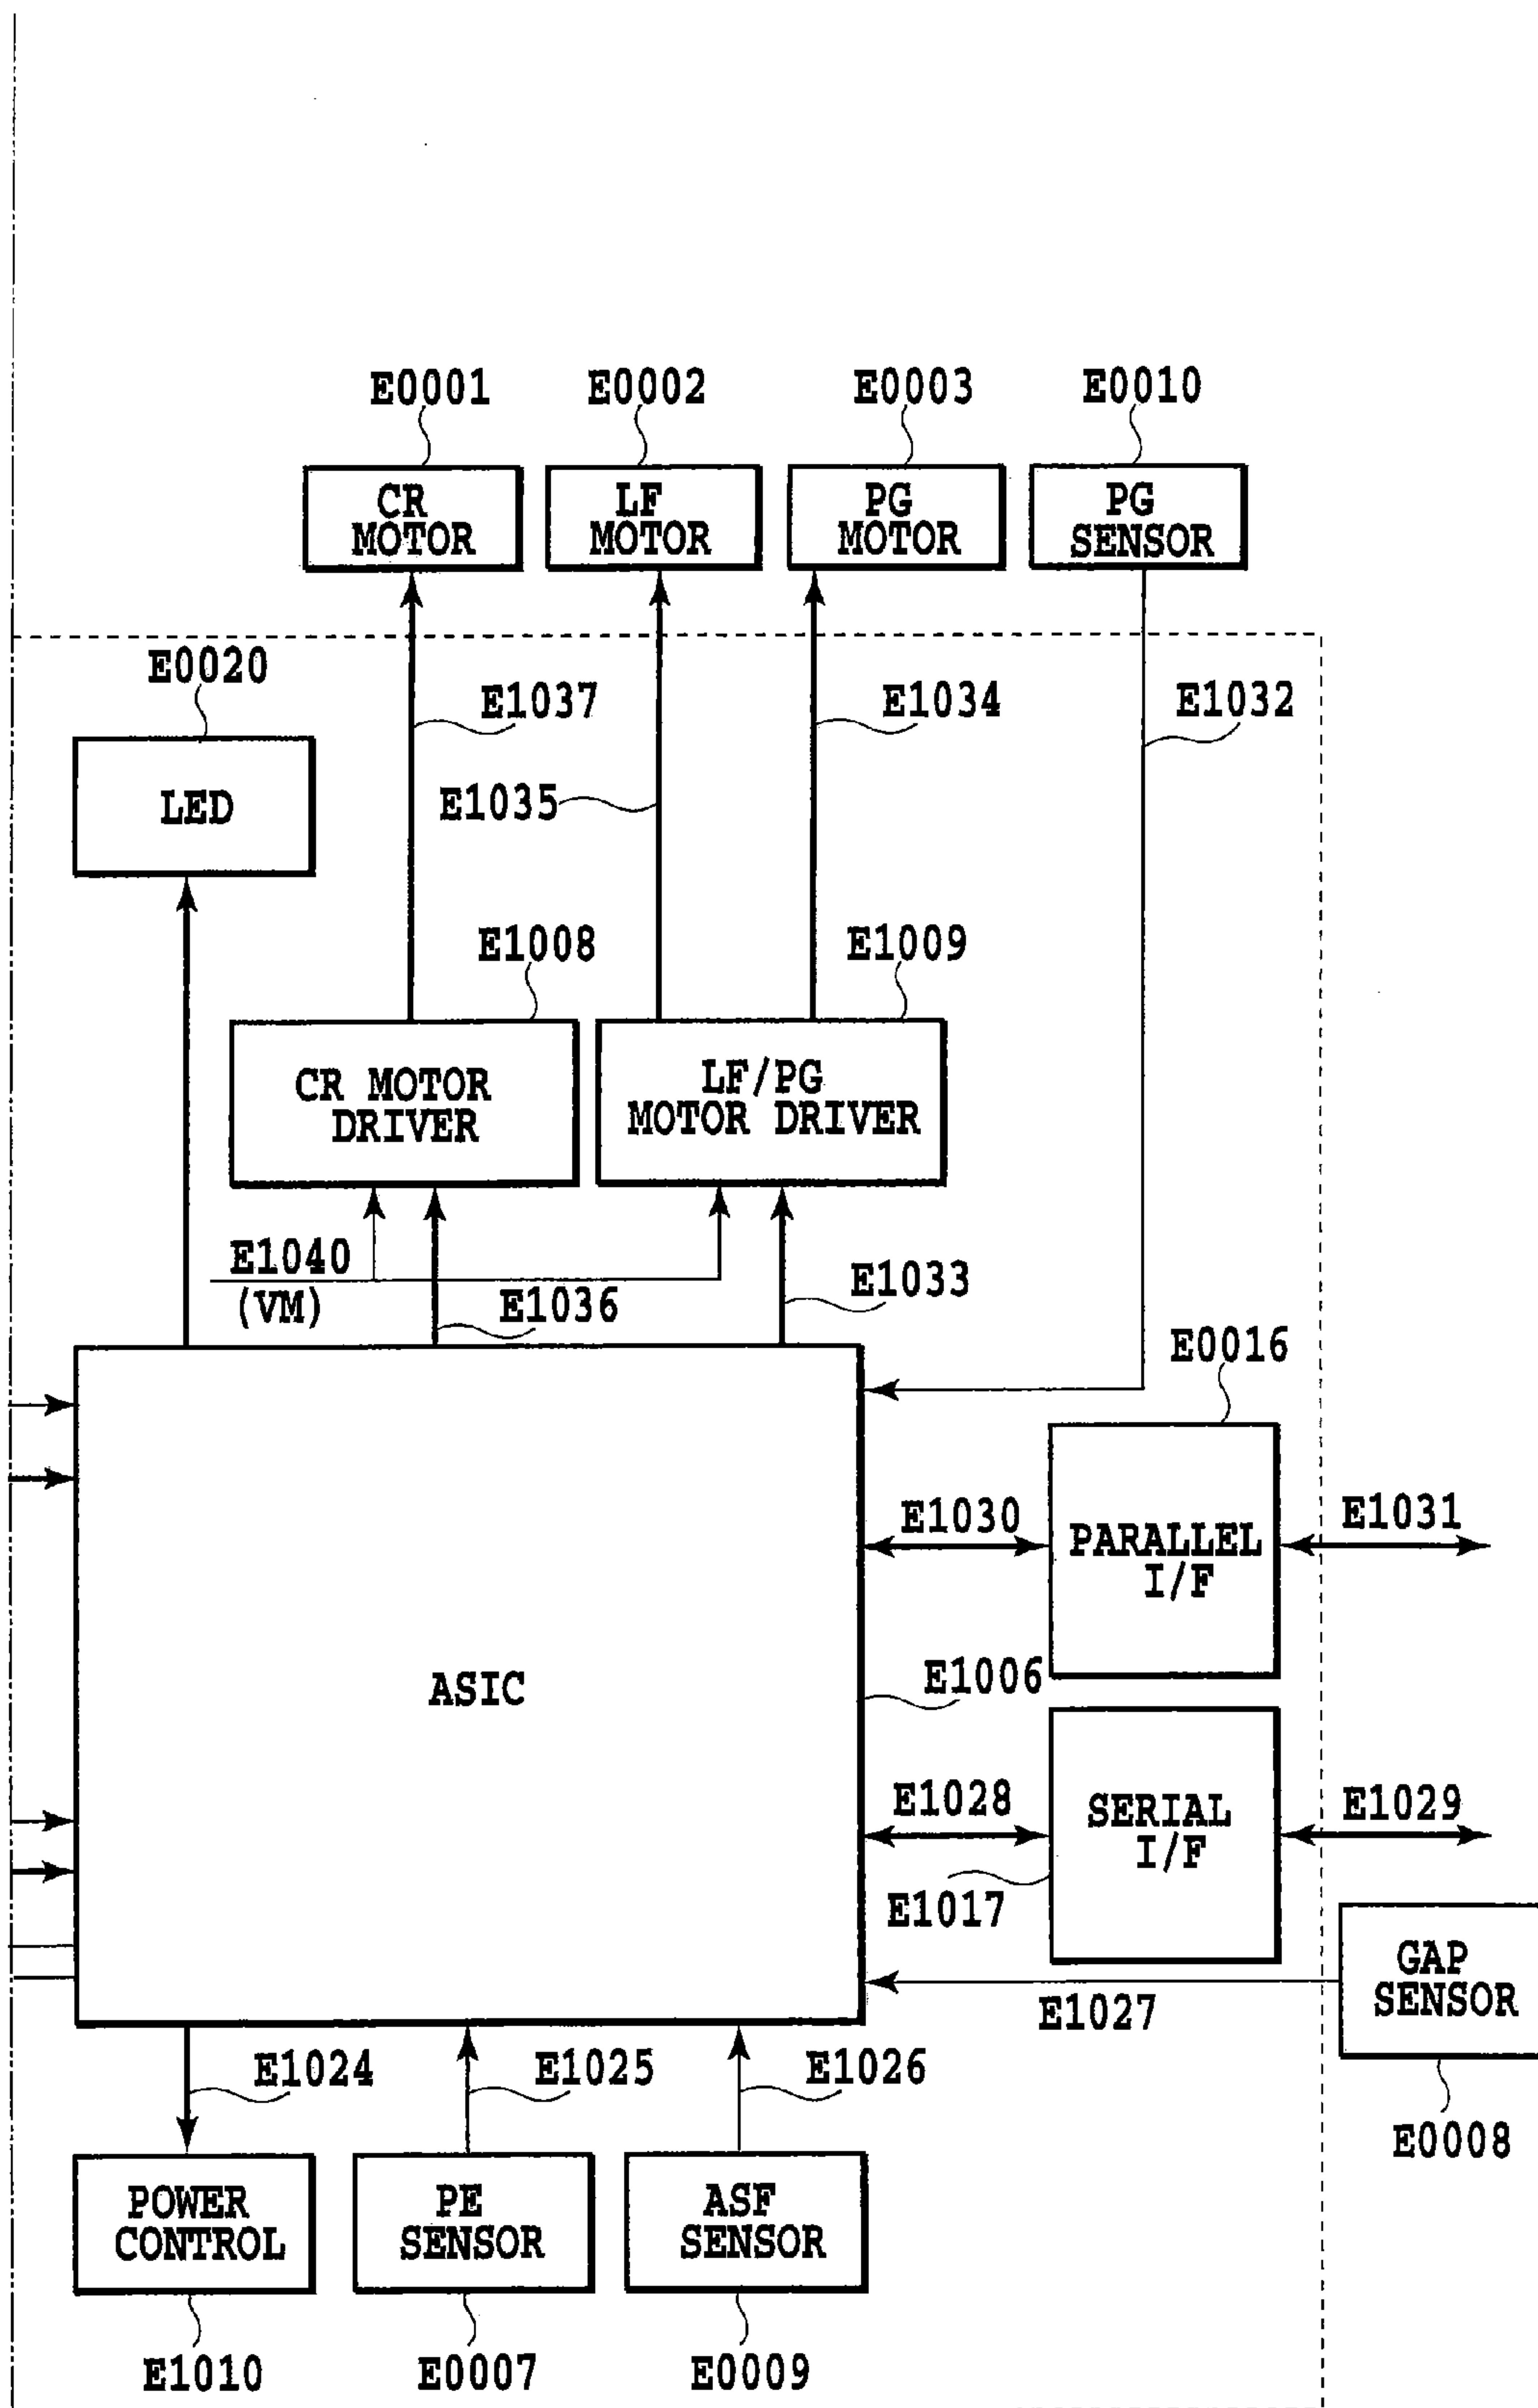 E0001
E0002
E0003
E0010
CR
MOTOR
LF
MOTOR
PG
MOTOR
PG
SENSOR
E0020
E1037
E1034
E1032
LED
E1035
E1008
E1009
CR MOTOR
DRIVER
LF/PG
MOTOR DRIVER
E1040
(VM)
E1036
E1033
E0016
E1030
PARALLEL
I/F
E1031
ASIC
E1006
E1028
SERIAL
I/F
E1029
E1017
GAP
SENSOR
E1027
E1024
E1025
E1026
E0008
POWER
CONTROL
PE
SENSOR
ASF
SENSOR
E1010
E0007
E0009